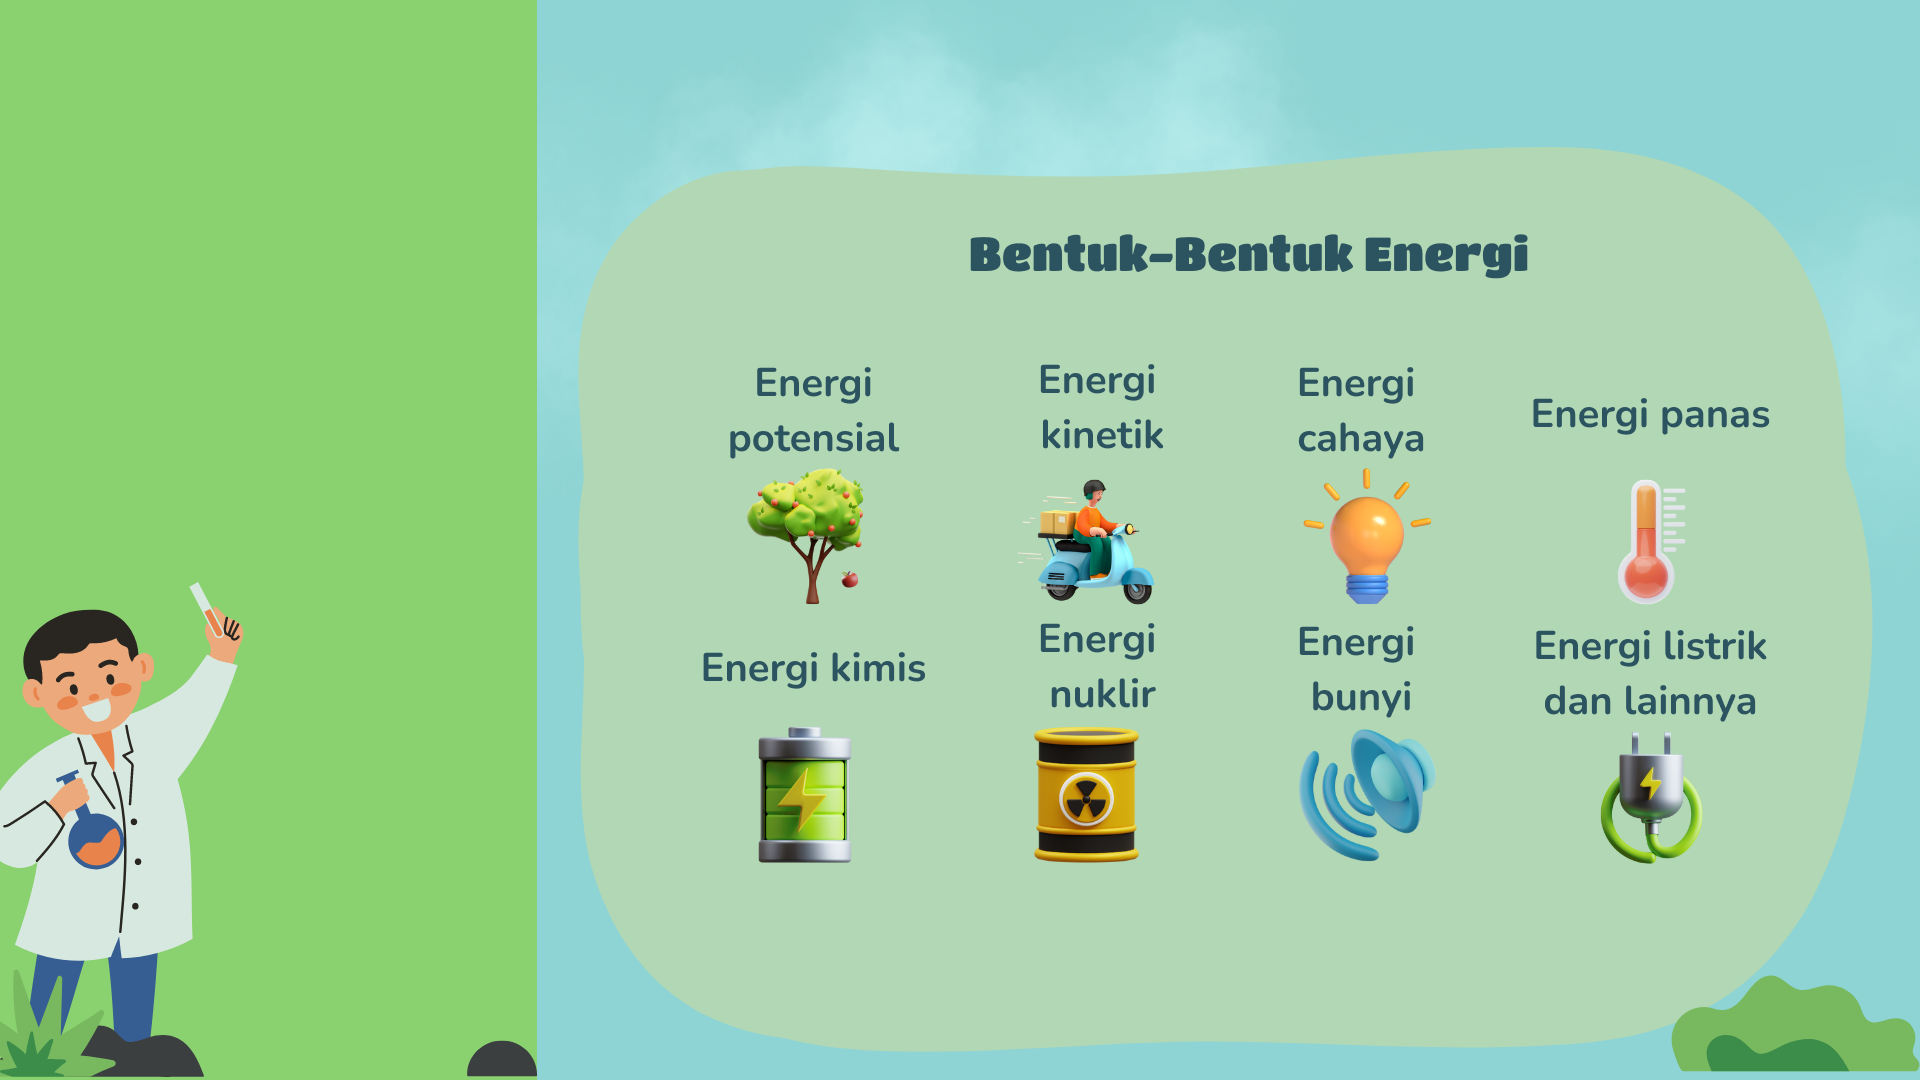 Bentuk-Bentuk Energi
Energi
potensial
Energi
kinetik
Energi
cahaya
Energi panas
Energi kimis
Energi
nuklir
Energi
bunyi
Energi listrik
dan lainnya